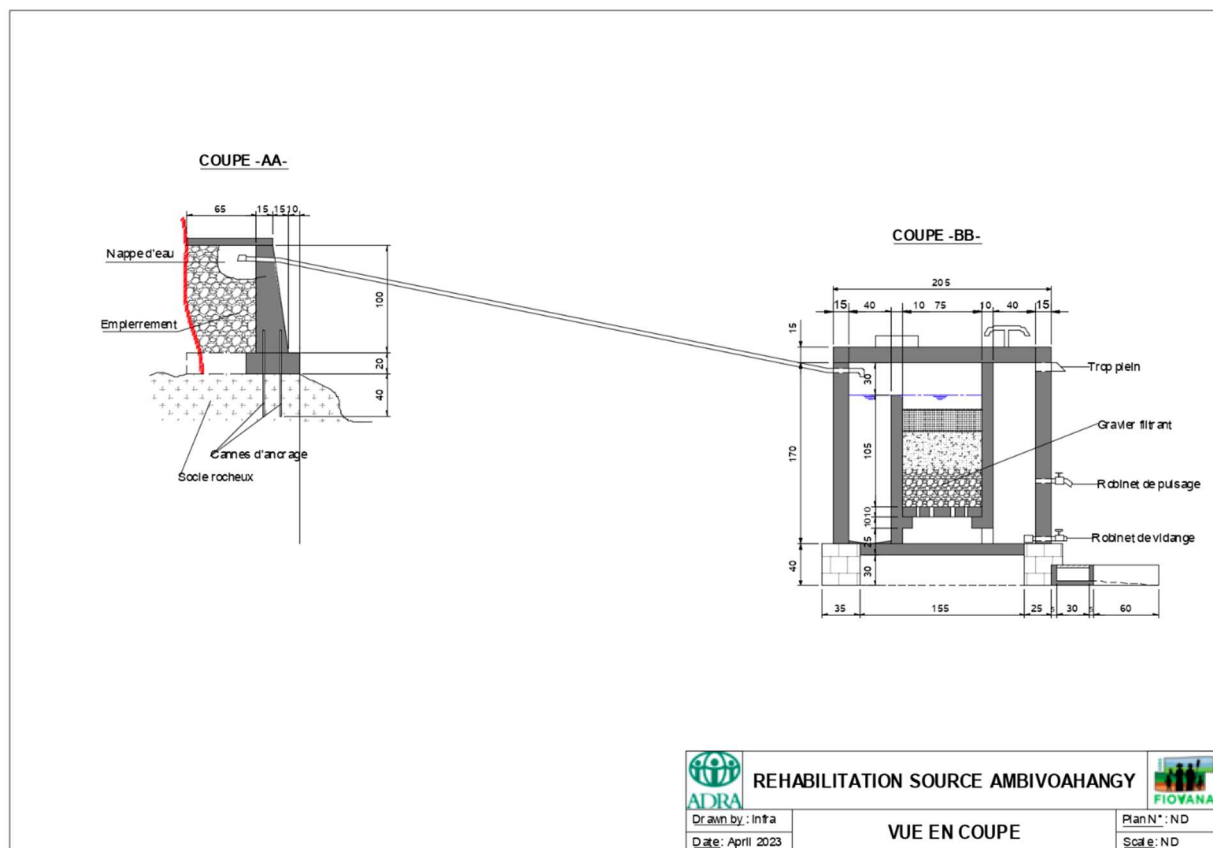 COUPE -AA-
65
15
15
10
Nappe d'eau
Empierrement
100
20
40
Cannes d'ancrage
Socle rocheux
COUPE -BB-
205
15
40
10
75
10
40
15
15
30
Trop plein
Gravier filtrant
170
105
Robinet de puisage
10
10
25
Robinet de vidange
40
30
35
155
25
5
30
5
60
ADRA
REHABILITATION SOURCE AMBIVOAHANGY
FIOVANA
Drawn by : Infra
VUE EN COUPE
Plan N° : ND
Date : April 2023
Scale : ND